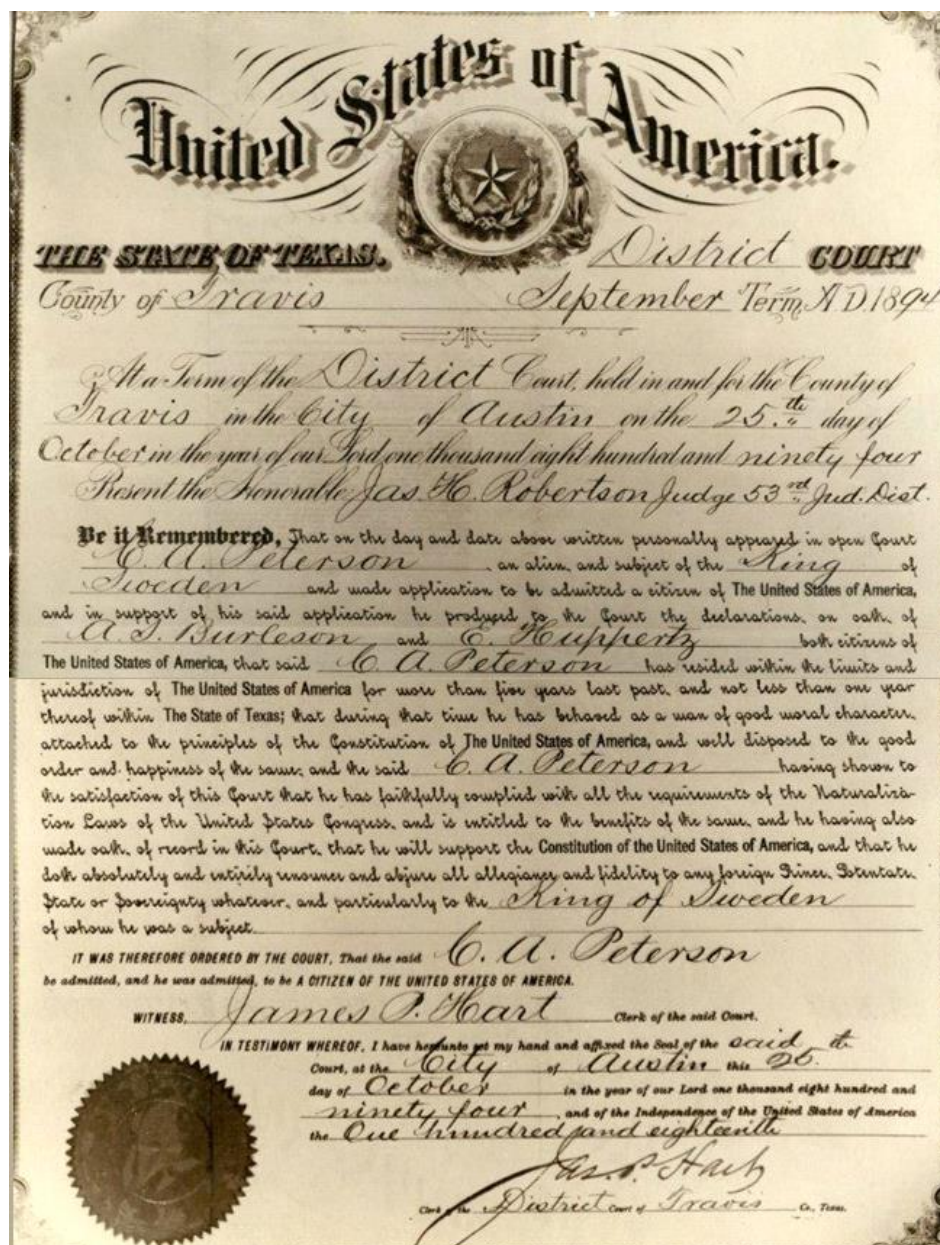 United States of America.
THE STATE OF TEXAS. District COURT
County of Travis September Term, A.D. 1894
At a Term of the District Court, held in and for the County of
Travis in the City of Austin on the 25.th day of
October in the year of our Lord one thousand eight hundred and ninety four
Present the Honorable Jas. H. Robertson Judge 53rd Jud. Dist.
Be it Remembered, That on the day and date above written personally appeared in open Court
C. A. Peterson an alien, and subject of the King of
Sweden and made application to be admitted a citizen of The United States of America,
and in support of his said application he produced to the Court the declarations, on oath, of
A. S. Burleson and E. Huppertz both citizens of
The United States of America, that said C. A. Peterson has resided within the limits and
jurisdiction of The United States of America for more than five years last past, and not less than one year
thereof within The State of Texas; that during that time he has behaved as a man of good moral character,
attached to the principles of the Constitution of The United States of America, and well disposed to the good
order and happiness of the same; and the said C. A. Peterson having shown to
the satisfaction of this Court that he has faithfully complied with all the requirements of the Naturaliza-
tion Laws of the United States Congress, and is entitled to the benefits of the same, and he having also
made oath, of record in this Court, that he will support the Constitution of the United States of America, and that he
doth absolutely and entirily renounce and abjure all allegiance and fidelity to any foreign Prince, Potentate,
State or Sovereignty whatever, and particularly to the King of Sweden
of whom he was a subject.
IT WAS THEREFORE ORDERED BY THE COURT, That the said C. A. Peterson
be admitted, and he was admitted, to be A CITIZEN OF THE UNITED STATES OF AMERICA.
WITNESS, James P. Hart Clerk of the said Court.
IN TESTIMONY WHEREOF, I have hereunto set my hand and affixed the Seal of the said
Court, at the City of Austin this 25.th
day of October in the year of our Lord one thousand eight hundred and
ninety four, and of the Independence of the United States of America
the One hundred and eighteenth
Jas. P. Hart
Clerk of the District Court of Travis Co., Texas.